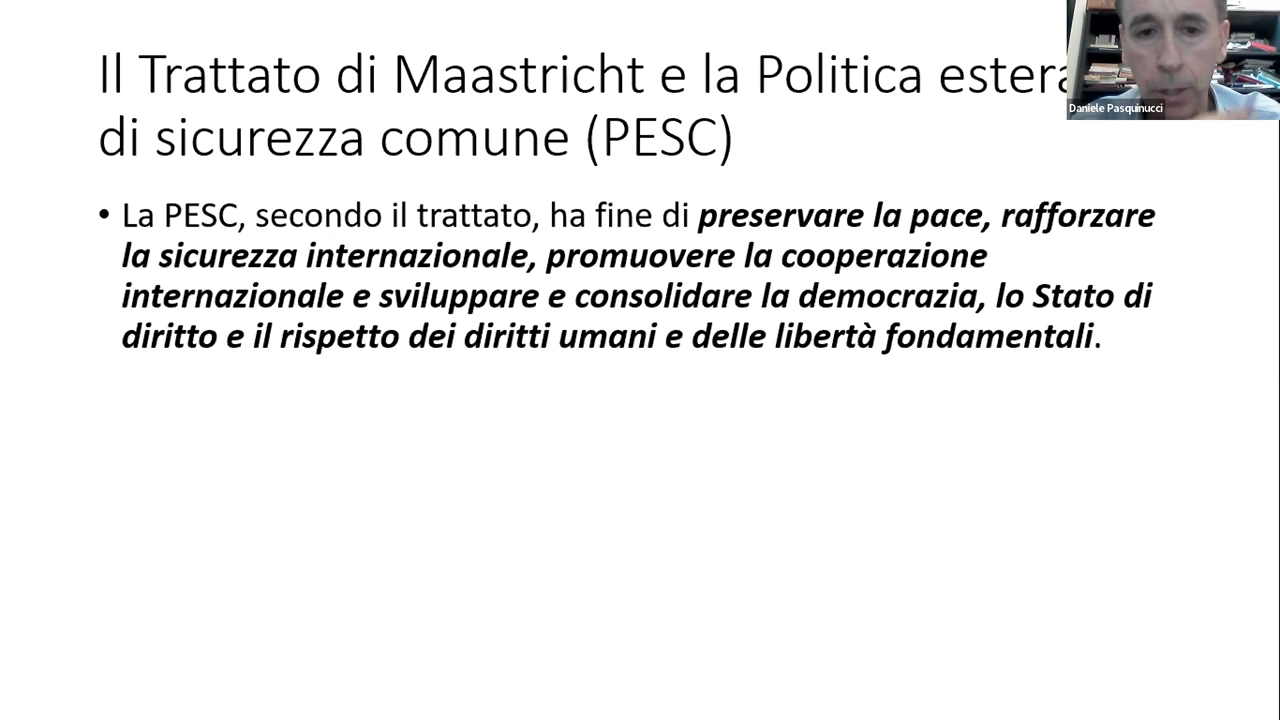 Il Trattato di Maastricht e la Politica estera
di sicurezza comune (PESC)
Daniele Pasquinucci
• La PESC, secondo il trattato, ha fine di preservare la pace, rafforzare
la sicurezza internazionale, promuovere la cooperazione
internazionale e sviluppare e consolidare la democrazia, lo Stato di
diritto e il rispetto dei diritti umani e delle libertà fondamentali.